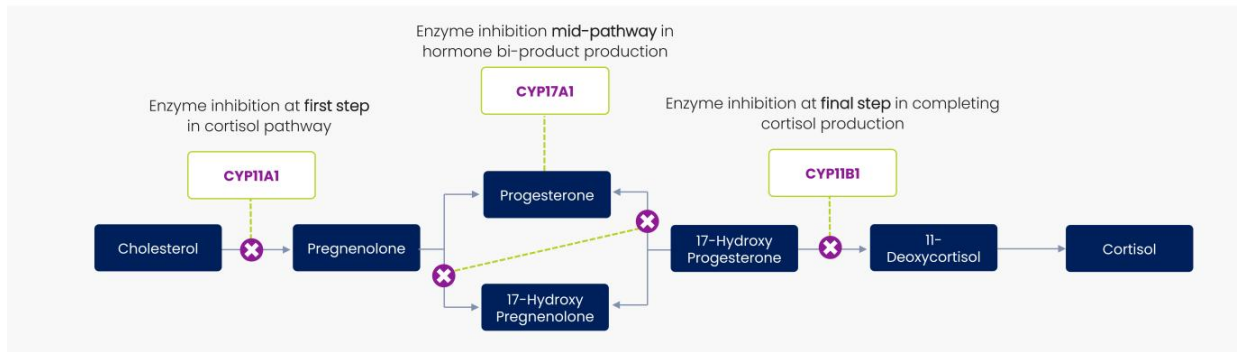 Enzyme inhibition mid-pathway in
hormone bi-product production
CYP17A1
Enzyme inhibition at first step
in cortisol pathway
CYP11A1
Enzyme inhibition at final step in completing
cortisol production
CYP11B1
Cholesterol
Pregnenolone
Progesterone
17-Hydroxy
Pregnenolone
17-Hydroxy
Progesterone
11-
Deoxycortisol
Cortisol